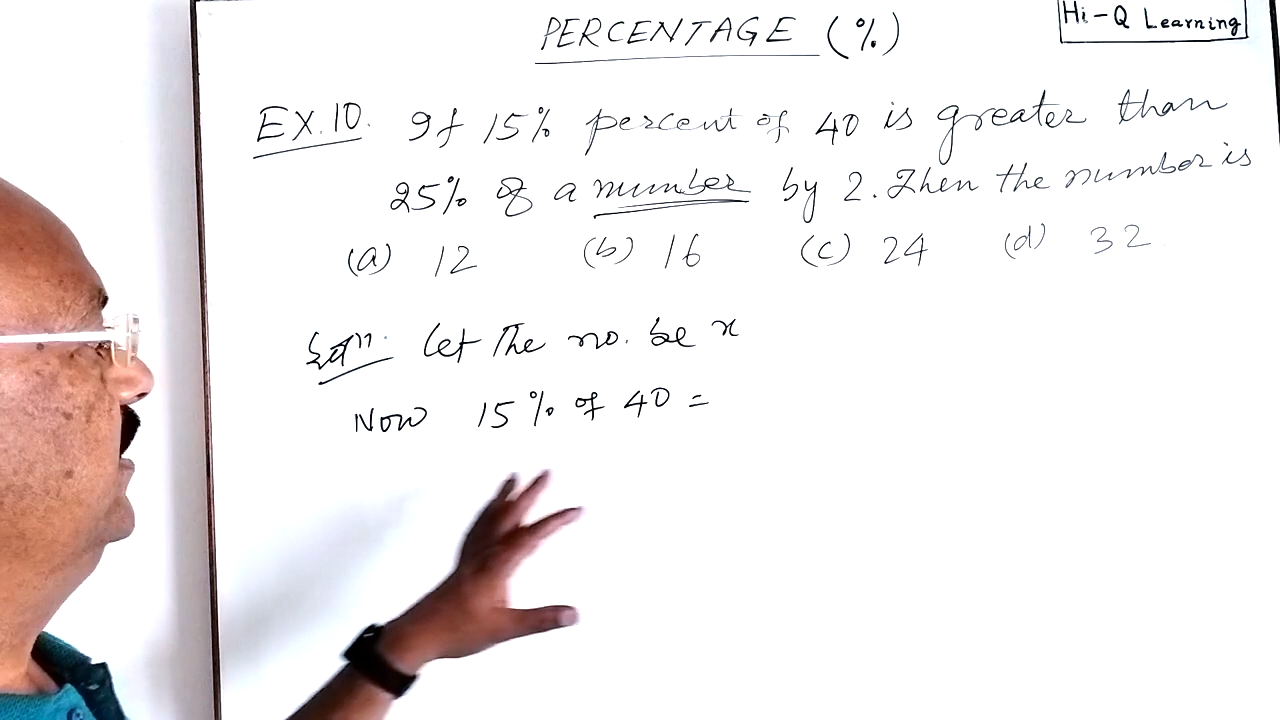 PERCENTAGE (%)
Hi-Q Learning
EX.10. If 15% percent of 40 is greater than
25% of a number by 2. Then the number is
(a) 12 (b) 16 (c) 24 (d) 32
Solⁿ. Let the no. be x
Now 15% of 40 =